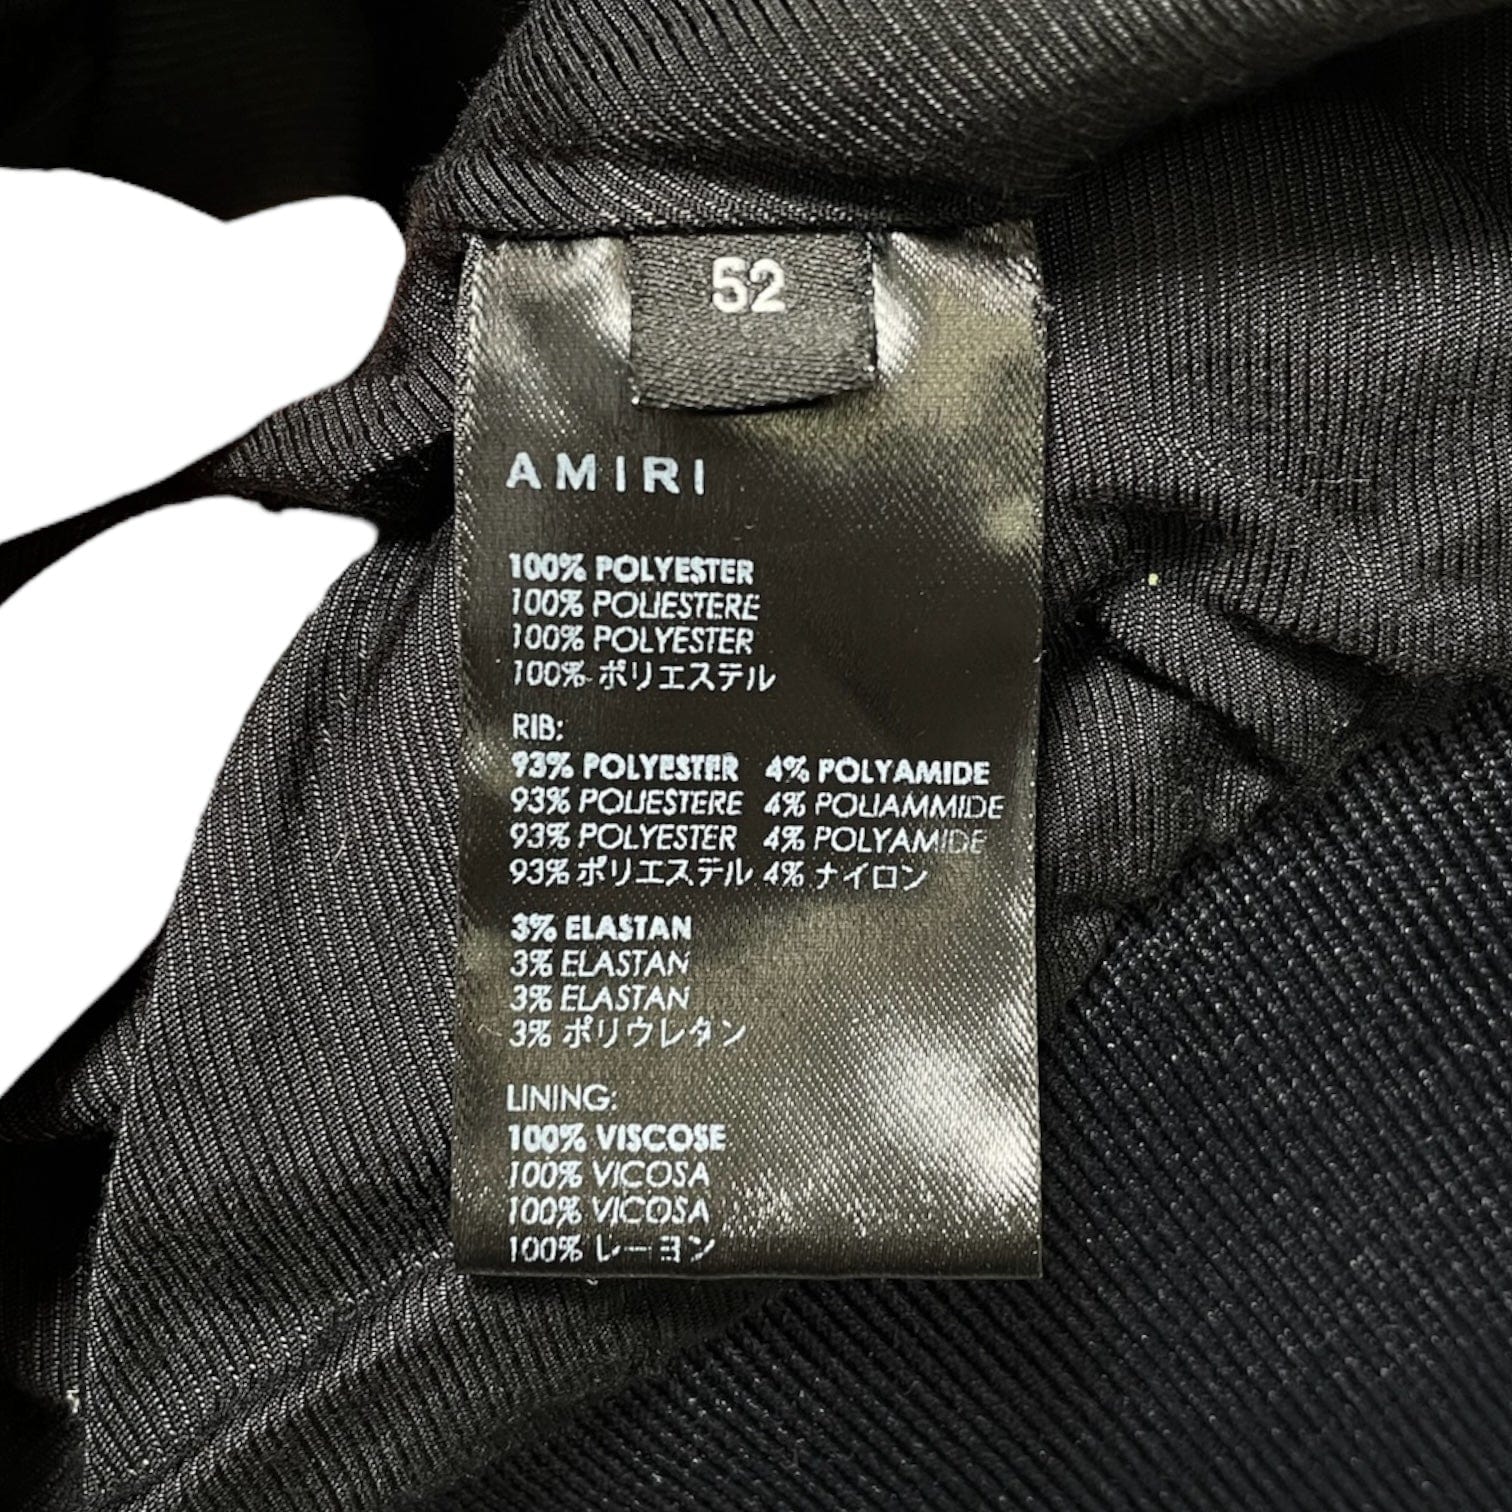 52
AMIRI
100% POLYESTER
100% POLIESTERE
100% POLYESTER
100% ポリエステル
RIB:
93% POLYESTER 4% POLYAMIDE
93% POLIESTERE 4% POLIAMMIDE
93% POLYESTER 4% POLYAMIDE
93% ポリエステル 4% ナイロン
3% ELASTAN
3% ELASTAN
3% ELASTAN
3% ポリウレタン
LINING:
100% VISCOSE
100% VICOSA
100% VICOSA
100% レーヨン